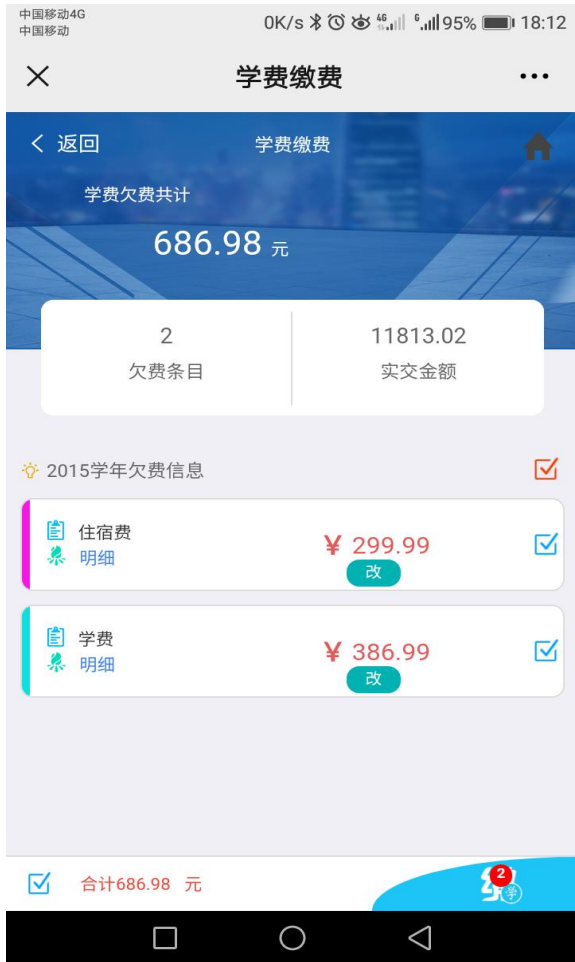 中国移动4G
中国移动
0K/s 95% 18:12
学费缴费
返回
学费缴费
学费欠费共计
686.98 元
2
11813.02
欠费条目
实交金额
2015学年欠费信息
住宿费
明细
¥ 299.99
改
学费
明细
¥ 386.99
改
合计686.98 元
2